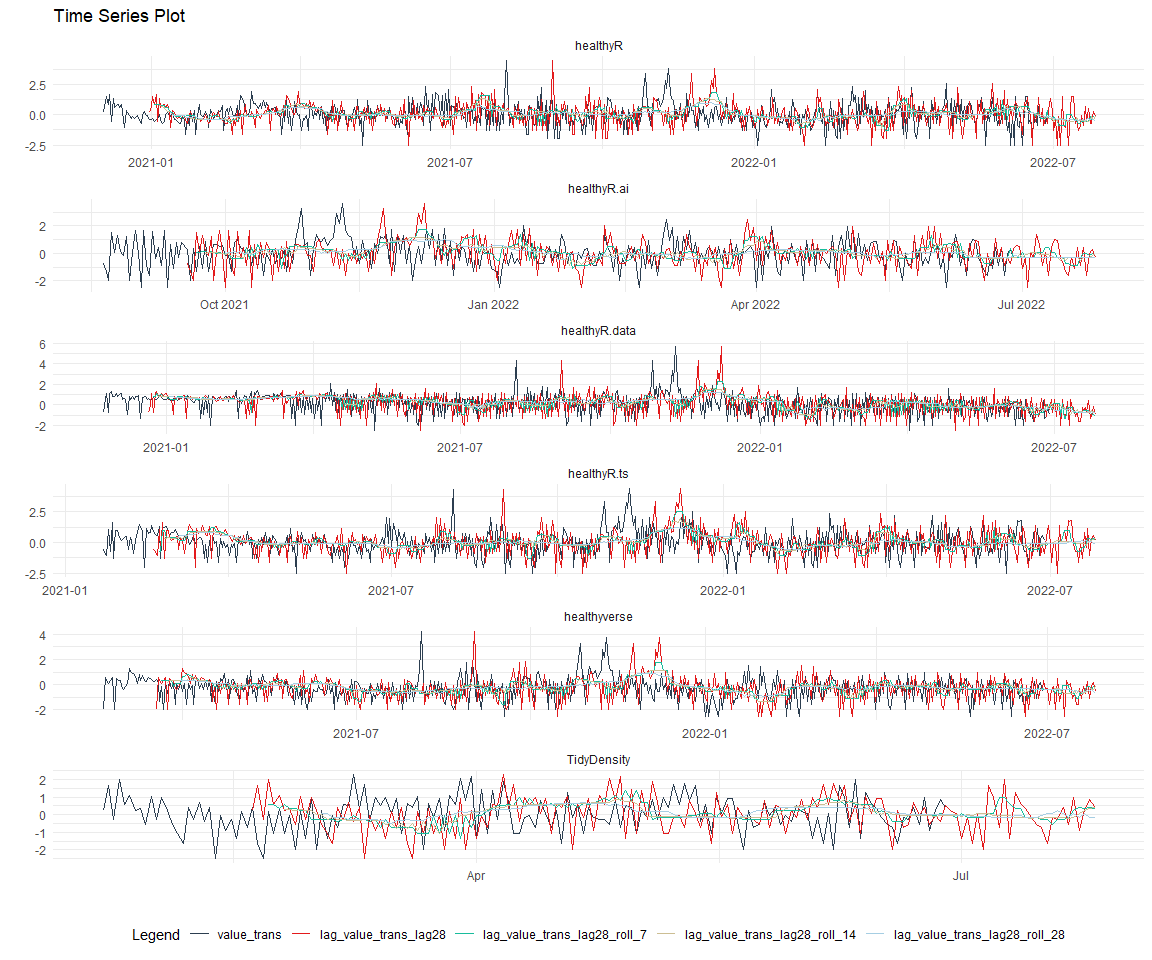 Time Series Plot
healthyR
2.5
0.0
-2.5
2021-01 2021-07 2022-01 2022-07
healthyR.ai
2
0
-2
Oct 2021 Jan 2022 Apr 2022 Jul 2022
healthyR.data
6
4
2
0
-2
2021-01 2021-07 2022-01 2022-07
healthyR.ts
2.5
0.0
-2.5
2021-01 2021-07 2022-01 2022-07
healthyverse
4
2
0
-2
2021-07 2022-01 2022-07
TidyDensity
2
1
0
-1
-2
Apr Jul
Legend value_trans lag_value_trans_lag28 lag_value_trans_lag28_roll_7 lag_value_trans_lag28_roll_14 lag_value_trans_lag28_roll_28